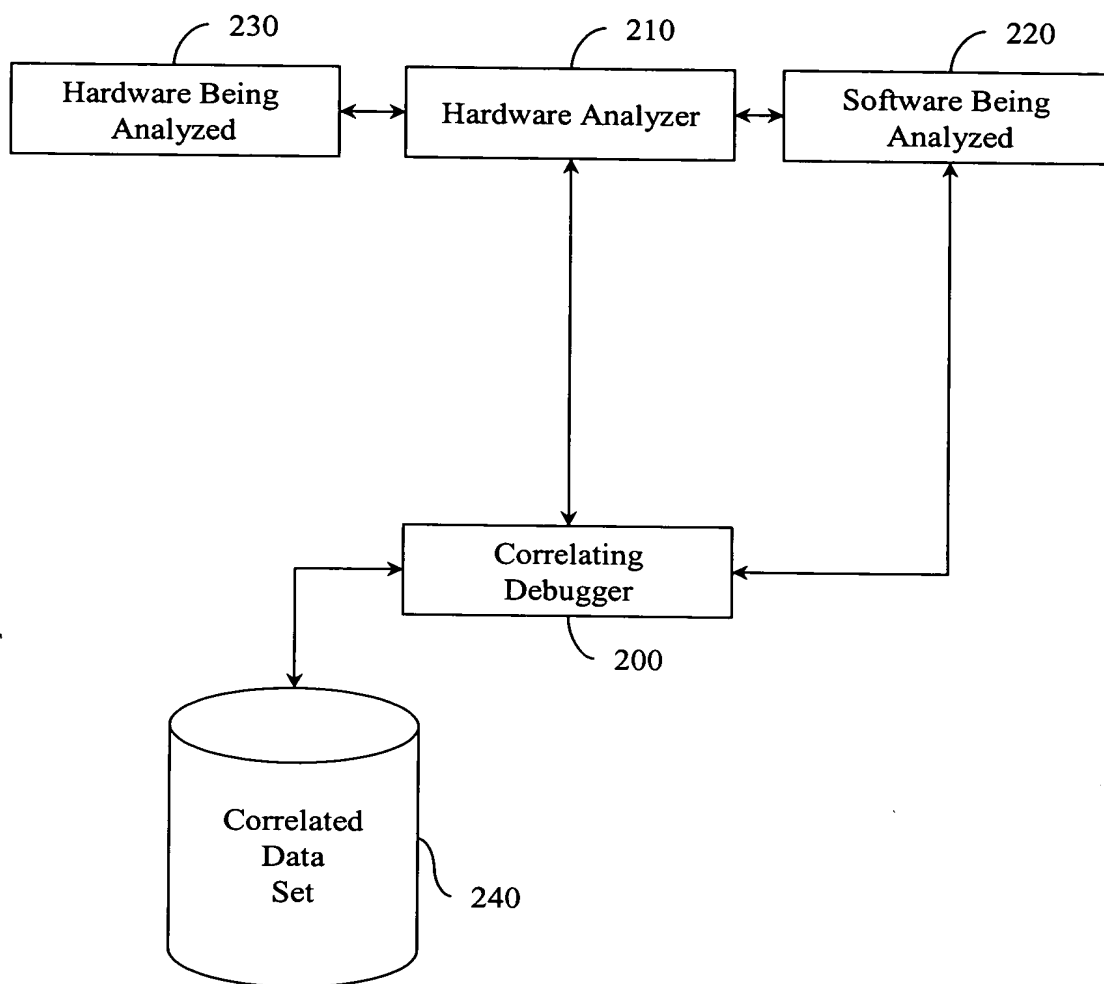 230
210
220
Hardware Being
Analyzed
Hardware Analyzer
Software Being
Analyzed
Correlating
Debugger
200
Correlated
Data
Set
240